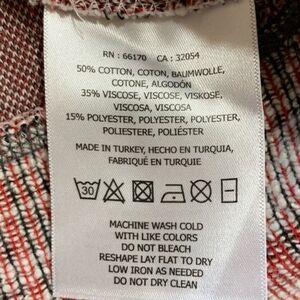 RN : 66170 CA : 32054
50% COTTON, COTON, BAUMWOLLE,
COTONE, ALGODÓN
35% VISCOSE, VISCOSE, VISKOSE,
VISCOSA, VISCOSA
15% POLYESTER, POLYESTER, POLYESTER,
POLIESTERE, POLIÉSTER
MADE IN TURKEY, HECHO EN TURQUIA,
FABRIQUÉ EN TURQUIE
30
MACHINE WASH COLD
WITH LIKE COLORS
DO NOT BLEACH
RESHAPE LAY FLAT TO DRY
LOW IRON AS NEEDED
DO NOT DRY CLEAN